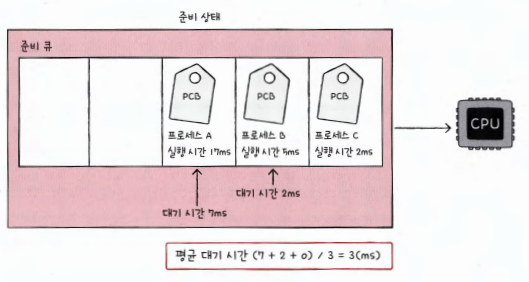 준비 상태
준비 큐
PCB
PCB
PCB
프로세스 A
실행 시간 17ms
프로세스 B
실행 시간 5ms
프로세스 C
실행 시간 2ms
CPU
대기 시간 2ms
대기 시간 7ms
평균 대기 시간 (7 + 2 + 0) / 3 = 3(ms)